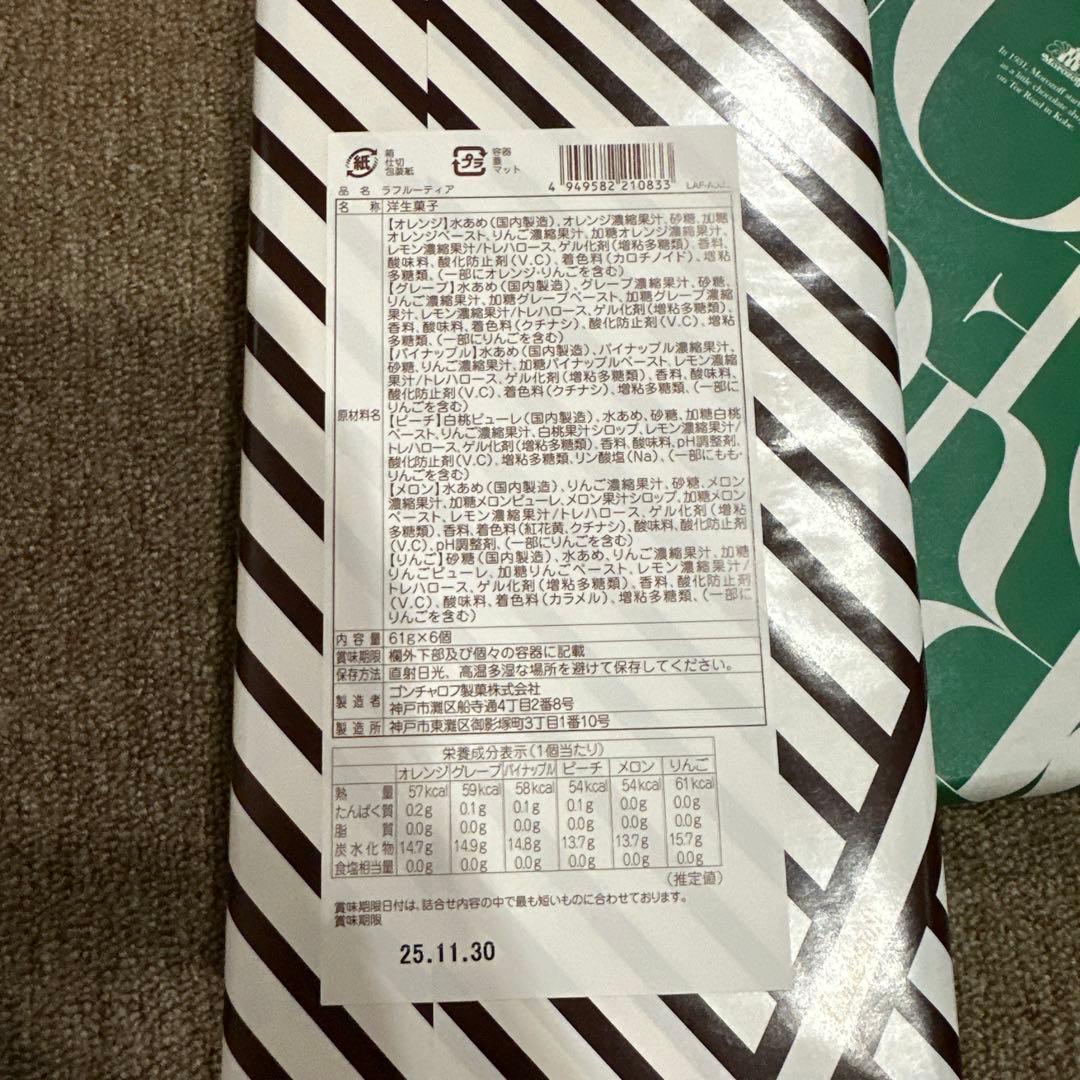 紙
箱
仕切
包装紙
プラ
容器
蓋
マット
4 949582 210833
品 名 ラフルーティア
名 称 洋生菓子
原材料名
【オレンジ】水あめ(国内製造)、オレンジ濃縮果汁、砂糖、加糖
オレンジペースト、りんご濃縮果汁、加糖オレンジ濃縮果汁、
レモン濃縮果汁/トレハロース、ゲル化剤(増粘多糖類)、香料、
酸味料、酸化防止剤(V.C)、着色料(カロチノイド)、増粘
多糖類、(一部にオレンジ・りんごを含む)
【グレープ】水あめ(国内製造)、グレープ濃縮果汁、砂糖、
りんご濃縮果汁、加糖グレープペースト、加糖グレープ濃縮
果汁、レモン濃縮果汁/トレハロース、ゲル化剤(増粘多糖類)、
香料、酸味料、着色料(クチナシ)、酸化防止剤(V.C)、増粘
多糖類、(一部にりんごを含む)
【パイナップル】水あめ(国内製造)、パイナップル濃縮果汁、
砂糖、りんご濃縮果汁、加糖パイナップルペースト、レモン濃縮
果汁/トレハロース、ゲル化剤(増粘多糖類)、香料、酸味料、
酸化防止剤(V.C)、着色料(クチナシ)、増粘多糖類、(一部に
りんごを含む)
【ピーチ】白桃ピューレ(国内製造)、水あめ、砂糖、加糖白桃
ペースト、りんご濃縮果汁、白桃果汁シロップ、レモン濃縮果汁/
トレハロース、ゲル化剤(増粘多糖類)、香料、酸味料、pH調整剤、
酸化防止剤(V.C)、増粘多糖類、リン酸塩(Na)、(一部にもも・
りんごを含む)
【メロン】水あめ(国内製造)、りんご濃縮果汁、砂糖、メロン
濃縮果汁、加糖メロンピューレ、メロン果汁シロップ、加糖メロン
ペースト、レモン濃縮果汁/トレハロース、ゲル化剤(増粘
多糖類)、香料、着色料(紅花黄、クチナシ)、酸味料、酸化防止剤
(V.C)、pH調整剤、(一部にりんごを含む)
【りんご】砂糖(国内製造)、水あめ、りんご濃縮果汁、加糖
りんごピューレ、加糖りんごペースト、レモン濃縮果汁/
トレハロース、ゲル化剤(増粘多糖類)、香料、酸化防止剤
(V.C)、酸味料、着色料(カラメル)、増粘多糖類、(一部に
りんごを含む)
内容量 61g×6個
賞味期限 欄外下部及び個々の容器に記載
保存方法 直射日光、高温多湿な場所を避けて保存してください。
製造者 ゴンチャロフ製菓株式会社
神戸市灘区船寺通4丁目2番8号
製造所 神戸市東灘区御影塚町3丁目1番10号
栄養成分表示(1個当たり)
オレンジ グレープ パイナップル ピーチ メロン りんご
熱量 57kcal 59kcal 58kcal 54kcal 54kcal 61kcal
たんぱく質 0.2g 0.1g 0.1g 0.1g 0.0g 0.0g
脂質 0.0g 0.0g 0.0g 0.0g 0.0g 0.0g
炭水化物 14.7g 14.9g 14.8g 13.7g 13.7g 15.7g
食塩相当量 0.0g 0.0g 0.0g 0.0g 0.0g 0.0g
(推定値)
賞味期限日付は、詰合せ内容の中で最も短いものに合わせております。
賞味期限
25.11.30
Morozoff
In 1931, Morozoff
as a little chocolate
on Tor Road in Kobe.